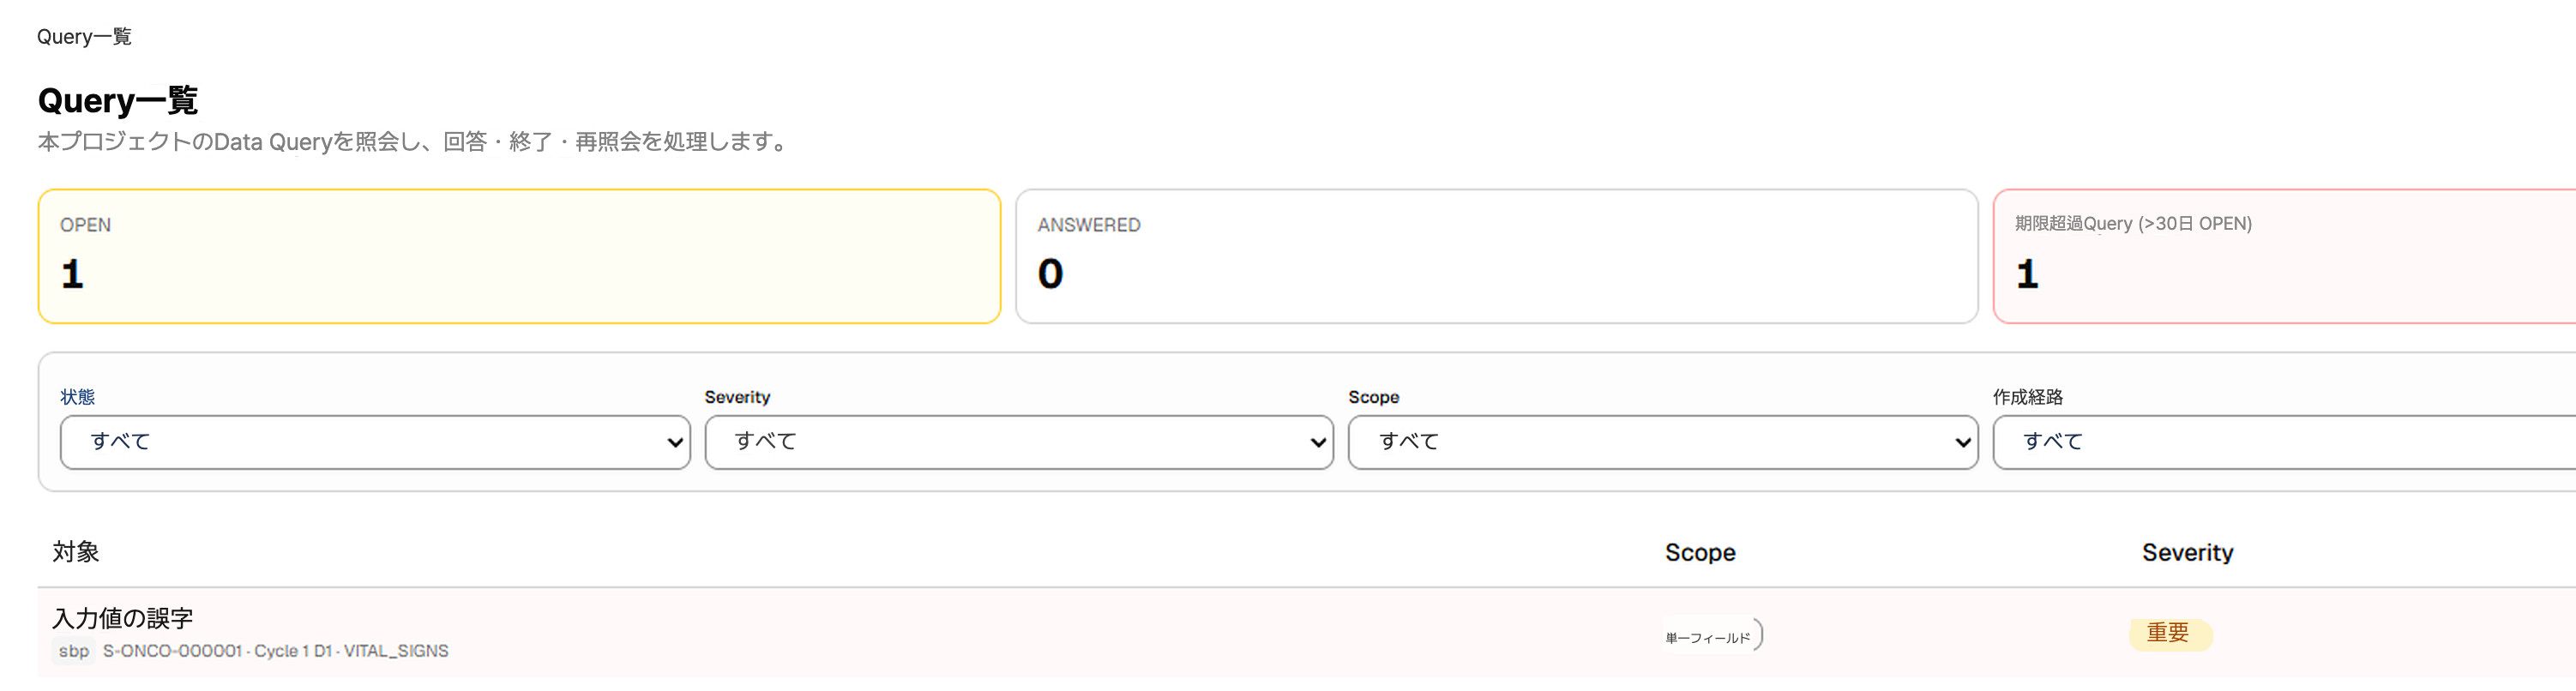 Query一覧
Query一覧
本プロジェクトのData Queryを照会し、回答・終了・再照会を処理します。
OPEN
1
ANSWERED
0
期限超過Query (>30日 OPEN)
1
状態
すべて
Severity
すべて
Scope
すべて
作成経路
すべて
対象 Scope Severity
入力値の誤字
sbp S-ONCO-000001 · Cycle 1 D1 · VITAL_SIGNS
単一フィールド
重要